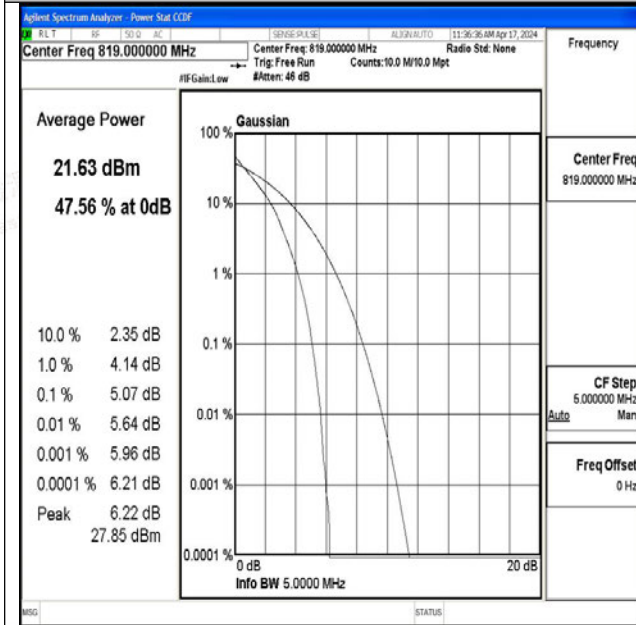 Agilent Spectrum Analyzer - Power Stat CCDF
RL T RF 50 Ω AC SENSE:PULSE ALIGNAUTO 11:36:36 AM Apr 17, 2024
Center Freq 819.000000 MHz
Center Freq: 819.000000 MHz Radio Std: None
Trig: Free Run Counts:10.0 M/10.0 Mpt
#IFGain:Low #Atten: 46 dB
Frequency
Average Power
21.63 dBm
47.56 % at 0dB
10.0 % 2.35 dB
1.0 % 4.14 dB
0.1 % 5.07 dB
0.01 % 5.64 dB
0.001 % 5.96 dB
0.0001 % 6.21 dB
Peak 6.22 dB
27.85 dBm
Gaussian
100 %
10 %
1 %
0.1 %
0.01 %
0.001 %
0.0001 %
0 dB 20 dB
Info BW 5.0000 MHz
Center Freq
819.000000 MHz
CF Step
5.000000 MHz
Auto Man
Freq Offset
0 Hz
MSG STATUS